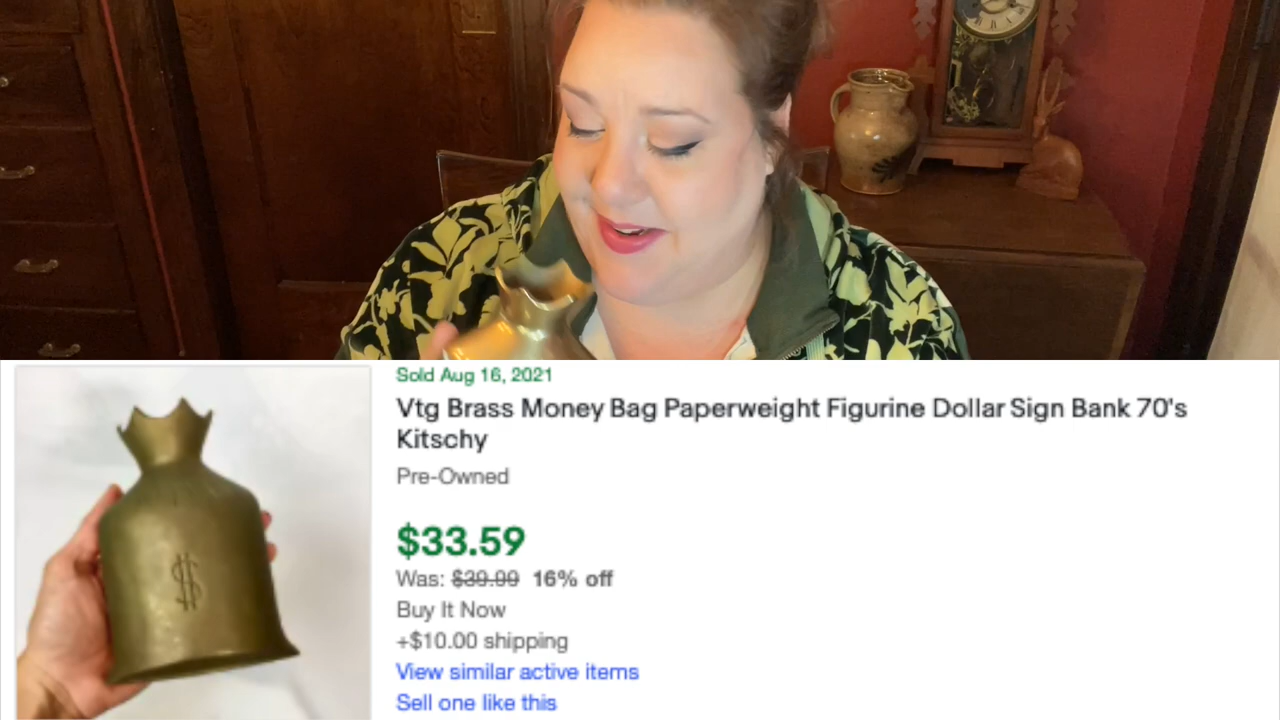 Sold Aug 16, 2021
Vtg Brass Money Bag Paperweight Figurine Dollar Sign Bank 70's
Kitschy
Pre-Owned
$33.59
Was: $39.99 16% off
Buy It Now
+$10.00 shipping
View similar active items
Sell one like this
$